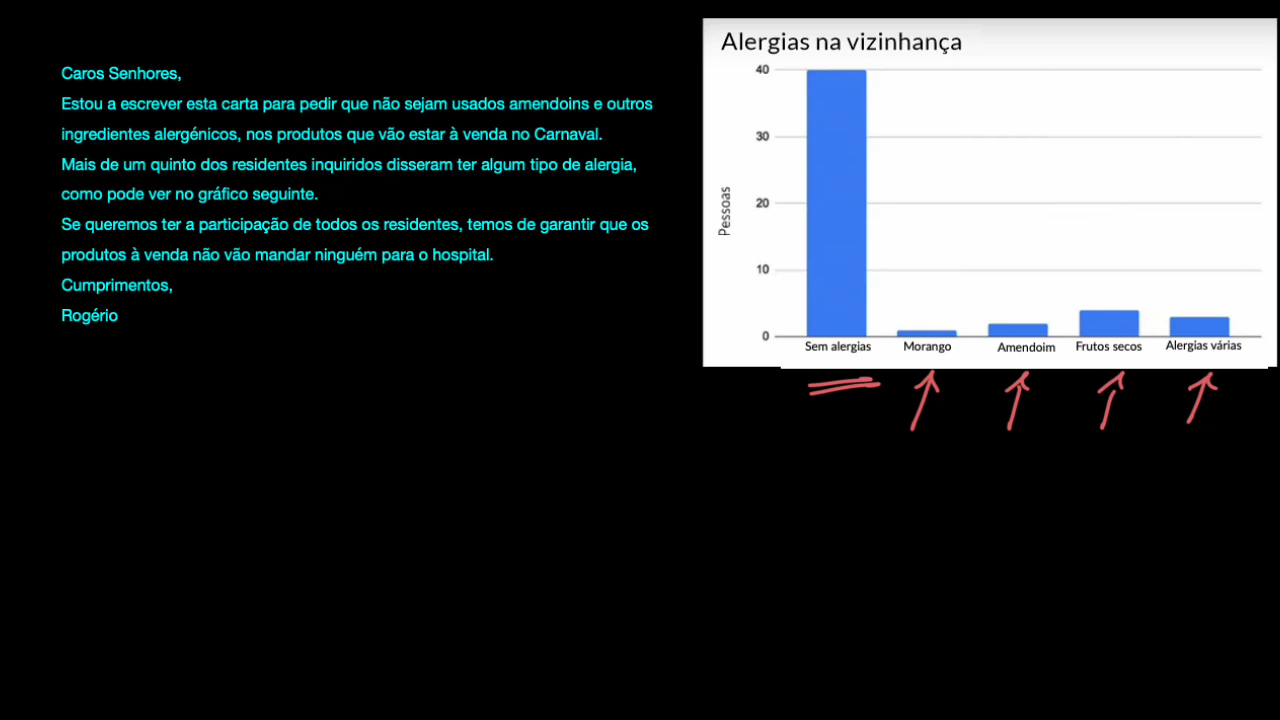 Caros Senhores,
Estou a escrever esta carta para pedir que não sejam usados amendoins e outros
ingredientes alergénicos, nos produtos que vão estar à venda no Carnaval.
Mais de um quinto dos residentes inquiridos disseram ter algum tipo de alergia,
como pode ver no gráfico seguinte.
Se queremos ter a participação de todos os residentes, temos de garantir que os
produtos à venda não vão mandar ninguém para o hospital.
Cumprimentos,
Rogério
Alergias na vizinhança
40
30
20
10
0
Pessoas
Sem alergias Morango Amendoim Frutos secos Alergias várias